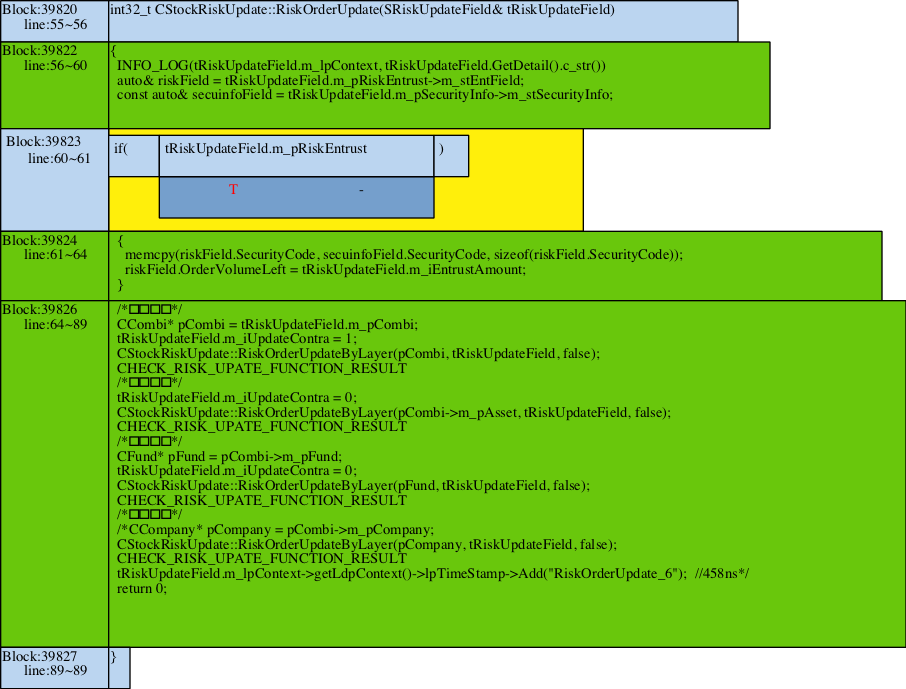 Block:39820
line:55~56
int32_t CStockRiskUpdate::RiskOrderUpdate(SRiskUpdateField& tRiskUpdateField)
Block:39822
line:56~60
{
INFO_LOG(tRiskUpdateField.m_lpContext, tRiskUpdateField.GetDetail().c_str())
auto& riskField = tRiskUpdateField.m_pRiskEntrust->m_stEntField;
const auto& secuinfoField = tRiskUpdateField.m_pSecurityInfo->m_stSecurityInfo;
Block:39823
line:60~61
if( tRiskUpdateField.m_pRiskEntrust )
T -
Block:39824
line:61~64
{
memcpy(riskField.SecurityCode, secuinfoField.SecurityCode, sizeof(riskField.SecurityCode));
riskField.OrderVolumeLeft = tRiskUpdateField.m_iEntrustAmount;
}
Block:39826
line:64~89
/*□□□□*/
CCombi* pCombi = tRiskUpdateField.m_pCombi;
tRiskUpdateField.m_iUpdateContra = 1;
CStockRiskUpdate::RiskOrderUpdateByLayer(pCombi, tRiskUpdateField, false);
CHECK_RISK_UPATE_FUNCTION_RESULT
/*□□□□*/
tRiskUpdateField.m_iUpdateContra = 0;
CStockRiskUpdate::RiskOrderUpdateByLayer(pCombi->m_pAsset, tRiskUpdateField, false);
CHECK_RISK_UPATE_FUNCTION_RESULT
/*□□□□*/
CFund* pFund = pCombi->m_pFund;
tRiskUpdateField.m_iUpdateContra = 0;
CStockRiskUpdate::RiskOrderUpdateByLayer(pFund, tRiskUpdateField, false);
CHECK_RISK_UPATE_FUNCTION_RESULT
/*□□□□*/
/*CCompany* pCompany = pCombi->m_pCompany;
CStockRiskUpdate::RiskOrderUpdateByLayer(pCompany, tRiskUpdateField, false);
CHECK_RISK_UPATE_FUNCTION_RESULT
tRiskUpdateField.m_lpContext->getLdpContext()->lpTimeStamp->Add("RiskOrderUpdate_6"); //458ns*/
return 0;
Block:39827
line:89~89
}